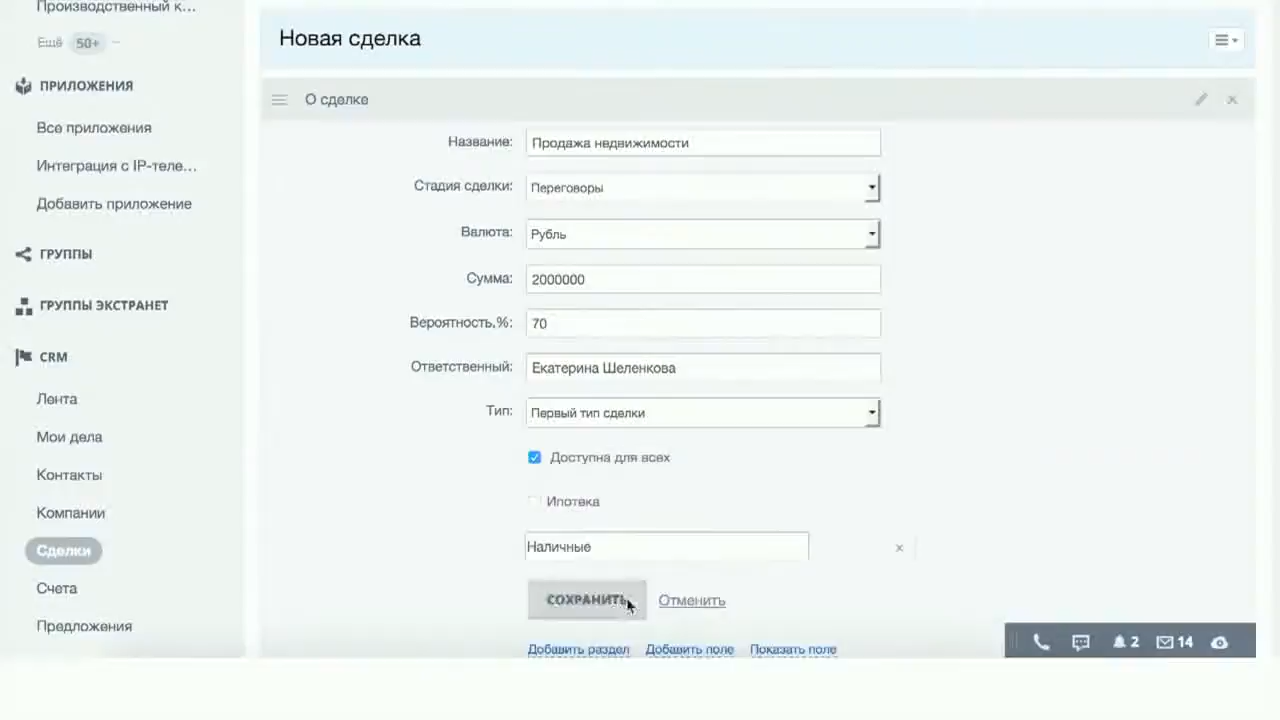 Производственный к...
Ещё 50+
ПРИЛОЖЕНИЯ
Все приложения
Интеграция с IP-теле...
Добавить приложение
ГРУППЫ
ГРУППЫ ЭКСТРАНЕТ
CRM
Лента
Мои дела
Контакты
Компании
Сделки
Счета
Предложения
Новая сделка
О сделке
Название: Продажа недвижимости
Стадия сделки: Переговоры
Валюта: Рубль
Сумма: 2000000
Вероятность,%: 70
Ответственный: Екатерина Шеленкова
Тип: Первый тип сделки
Доступна для всех
Ипотека
Наличные
СОХРАНИТЬ Отменить
Добавить раздел Добавить поле Показать поле
2 14